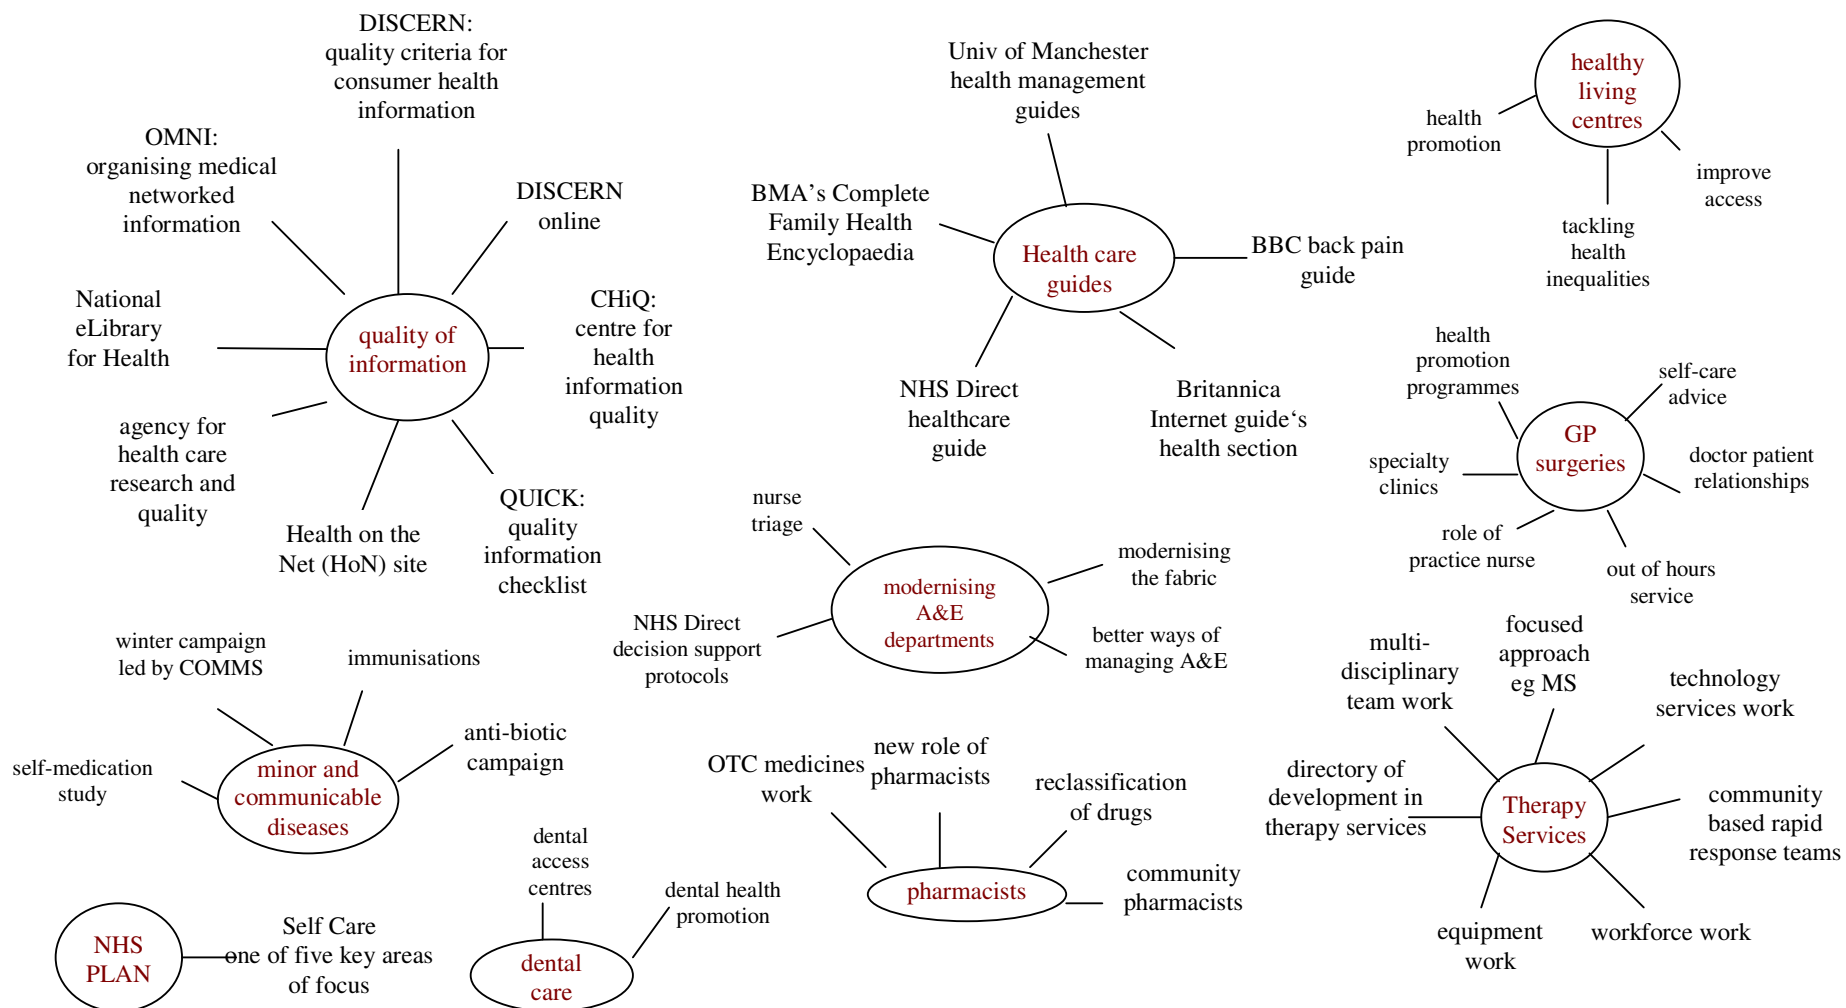 DISCERN:
quality criteria for
consumer health
information
OMNI:
organising medical
networked
information
DISCERN
online
National
eLibrary
for Health
quality of
information
CHiQ:
centre for
health
information
quality
agency for
health care
research and
quality
Health on the
Net (HoN) site
QUICK:
quality
information
checklist
Univ of Manchester
health management
guides
BMA's Complete
Family Health
Encyclopaedia
Health care
guides
BBC back pain
guide
NHS Direct
healthcare
guide
Britannica
Internet guide‘s
health section
healthy
living
centres
health
promotion
improve
access
tackling
health
inequalities
health
promotion
programmes
self-care
advice
GP
surgeries
specialty
clinics
doctor patient
relationships
role of
practice nurse
out of hours
service
nurse
triage
modernising
the fabric
modernising
A&E
departments
NHS Direct
decision support
protocols
better ways of
managing A&E
winter campaign
led by COMMS
immunisations
anti-biotic
campaign
self-medication
study
minor and
communicable
diseases
OTC medicines
work
new role of
pharmacists
reclassification
of drugs
pharmacists
community
pharmacists
multi-
disciplinary
team work
focused
approach
eg MS
technology
services work
directory of
development in
therapy services
Therapy
Services
community
based rapid
response teams
equipment
work
workforce work
dental
access
centres
dental health
promotion
dental
care
NHS
PLAN
Self Care
one of five key areas
of focus